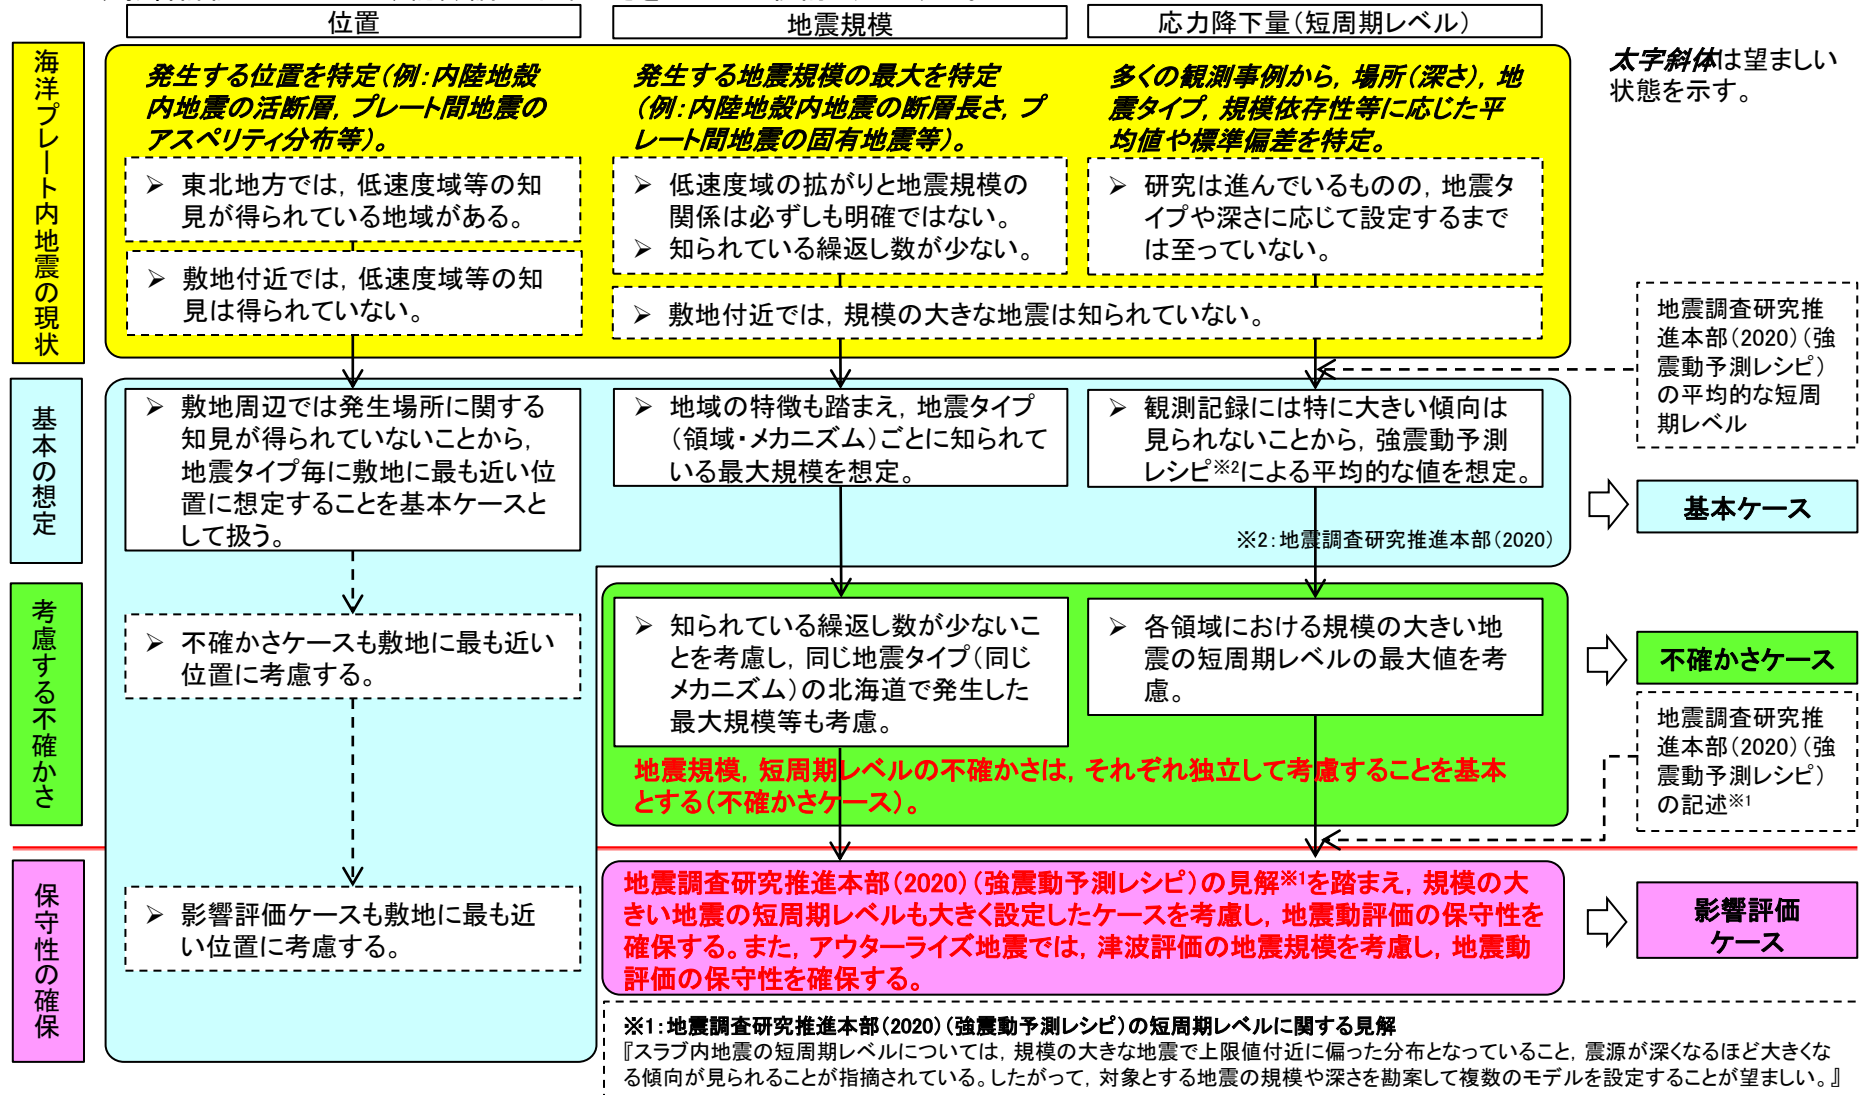 位置
地震規模
応力降下量(短周期レベル)
海洋プレート内地震の現状
発生する位置を特定(例:内陸地殻
内地震の活断層,プレート間地震の
アスペリティ分布等)。
発生する地震規模の最大を特定
(例:内陸地殻内地震の断層長さ,プ
レート間地震の固有地震等)。
多くの観測事例から,場所(深さ),地
震タイプ,規模依存性等に応じた平
均値や標準偏差を特定。
太字斜体は望ましい
状態を示す。
➢ 東北地方では,低速度域等の知
見が得られている地域がある。
➢ 敷地付近では,低速度域等の知
見は得られていない。
➢ 低速度域の拡がりと地震規模の
関係は必ずしも明確ではない。
➢ 知られている繰返し数が少ない。
➢ 研究は進んでいるものの,地震タ
イプや深さに応じて設定するまで
は至っていない。
➢ 敷地付近では,規模の大きな地震は知られていない。
地震調査研究推
進本部(2020)(強
震動予測レシピ)
の平均的な短周
期レベル
基本の想定
➢ 敷地周辺では発生場所に関する
知見が得られていないことから,
地震タイプ毎に敷地に最も近い位
置に想定することを基本ケースと
して扱う。
➢ 地域の特徴も踏まえ,地震タイプ
(領域・メカニズム)ごとに知られて
いる最大規模を想定。
➢ 観測記録には特に大きい傾向は
見られないことから,強震動予測
レシピ※2による平均的な値を想定。
※2:地震調査研究推進本部(2020)
基本ケース
考慮する不確かさ
➢ 不確かさケースも敷地に最も近い
位置に考慮する。
➢ 知られている繰返し数が少ないこ
とを考慮し,同じ地震タイプ(同じ
メカニズム)の北海道で発生した
最大規模等も考慮。
➢ 各領域における規模の大きい地
震の短周期レベルの最大値を考
慮。
地震規模,短周期レベルの不確かさは,それぞれ独立して考慮することを基本
とする(不確かさケース)。
不確かさケース
地震調査研究推
進本部(2020)(強
震動予測レシピ)
の記述※1
保守性の確保
➢ 影響評価ケースも敷地に最も近
い位置に考慮する。
地震調査研究推進本部(2020)(強震動予測レシピ)の見解※1を踏まえ,規模の大
きい地震の短周期レベルも大きく設定したケースを考慮し,地震動評価の保守性を
確保する。また,アウターライズ地震では,津波評価の地震規模を考慮し,地震動
評価の保守性を確保する。
影響評価
ケース
※1:地震調査研究推進本部(2020)(強震動予測レシピ)の短周期レベルに関する見解
『スラブ内地震の短周期レベルについては,規模の大きな地震で上限値付近に偏った分布となっていること,震源が深くなるほど大きくな
る傾向が見られることが指摘されている。したがって,対象とする地震の規模や深さを勘案して複数のモデルを設定することが望ましい。』